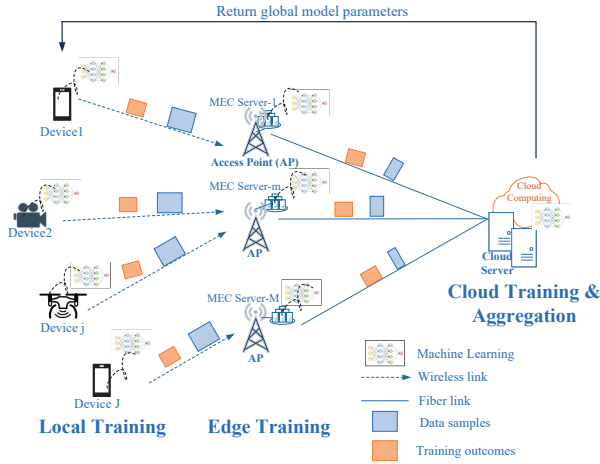 Return global model parameters
Device1
MEC Server-1
Access Point (AP)
Device2
MEC Server-m
AP
Device j
MEC Server-M
AP
Device J
Cloud
Computing
Cloud
Server
Cloud Training &
Aggregation
Machine Learning
Wireless link
Fiber link
Data samples
Training outcomes
Local Training
Edge Training